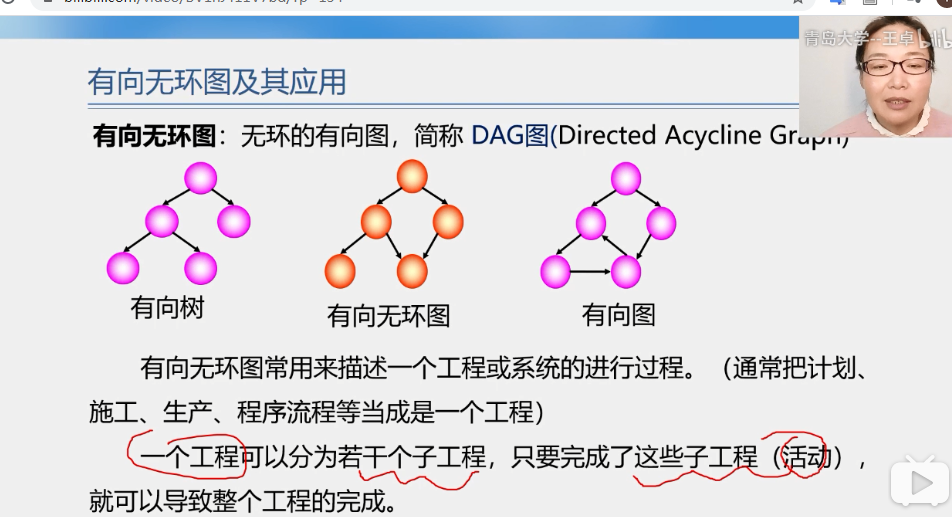 有向无环图及其应用
青岛大学--王卓
有向无环图：无环的有向图，简称 DAG图(Directed Acycline Graph)
有向树
有向无环图
有向图
有向无环图常用来描述一个工程或系统的进行过程。（通常把计划、
施工、生产、程序流程等当成是一个工程）
一个工程可以分为若干个子工程，只要完成了这些子工程（活动），
就可以导致整个工程的完成。